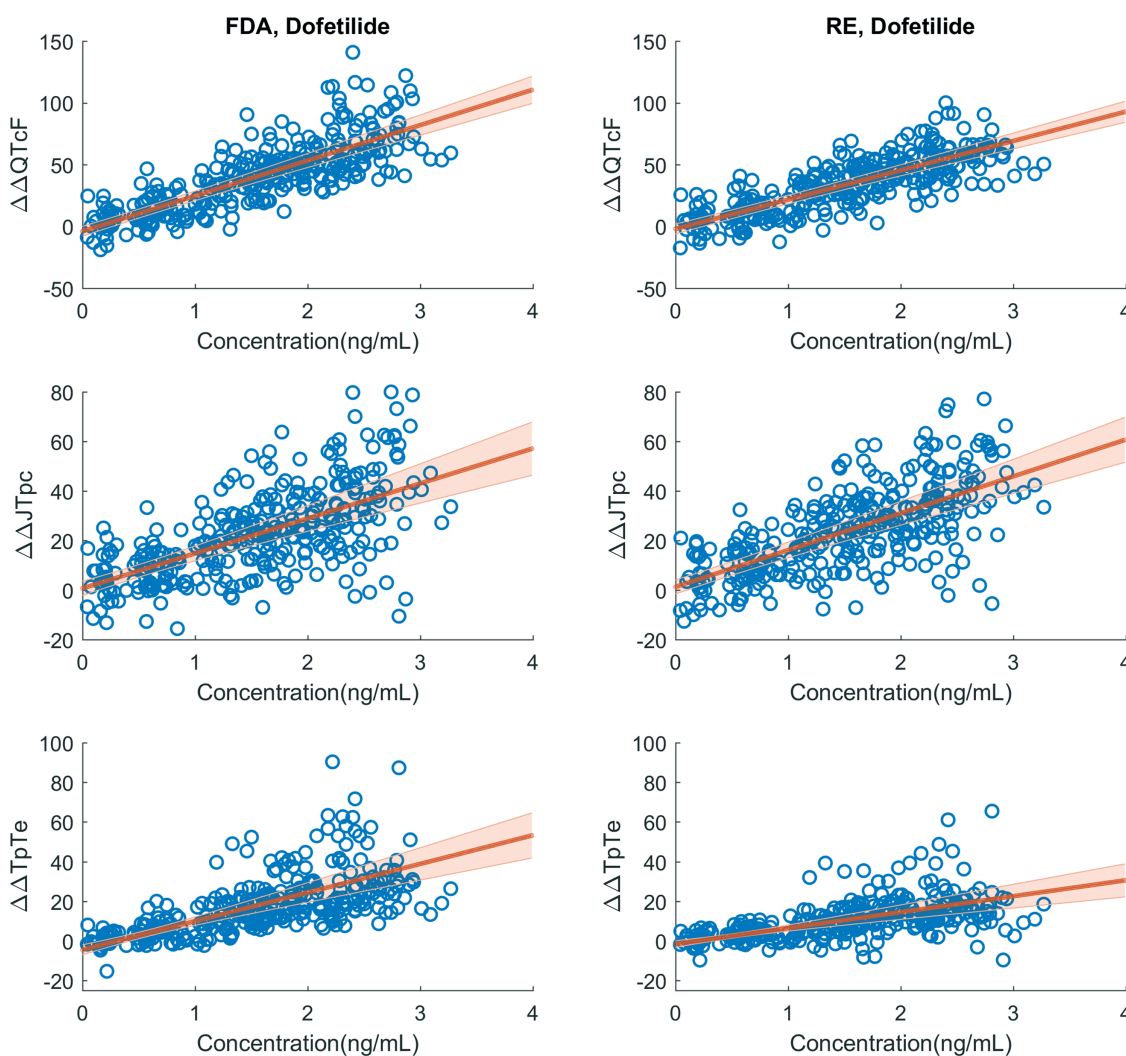 FDA, Dofetilide
150
100
50
0
-50
ΔΔQTcF
0 1 2 3 4
Concentration(ng/mL)
RE, Dofetilide
150
100
50
0
-50
ΔΔQTcF
0 1 2 3 4
Concentration(ng/mL)
80
60
40
20
0
-20
ΔΔJTpc
0 1 2 3 4
Concentration(ng/mL)
80
60
40
20
0
-20
ΔΔJTpc
0 1 2 3 4
Concentration(ng/mL)
100
80
60
40
20
0
-20
ΔΔTpTe
0 1 2 3 4
Concentration(ng/mL)
100
80
60
40
20
0
-20
ΔΔTpTe
0 1 2 3 4
Concentration(ng/mL)